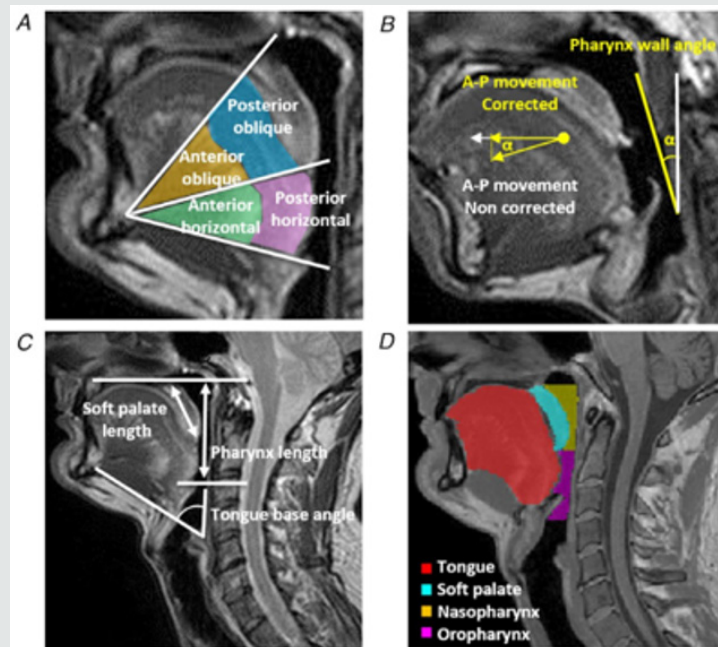 A
Posterior
oblique
Anterior
oblique
Anterior
horizontal
Posterior
horizontal
B
Pharynx wall angle
A-P movement
Corrected
α
α
A-P movement
Non corrected
C
Soft palate
length
Pharynx length
Tongue base angle
D
Tongue
Soft palate
Nasopharynx
Oropharynx